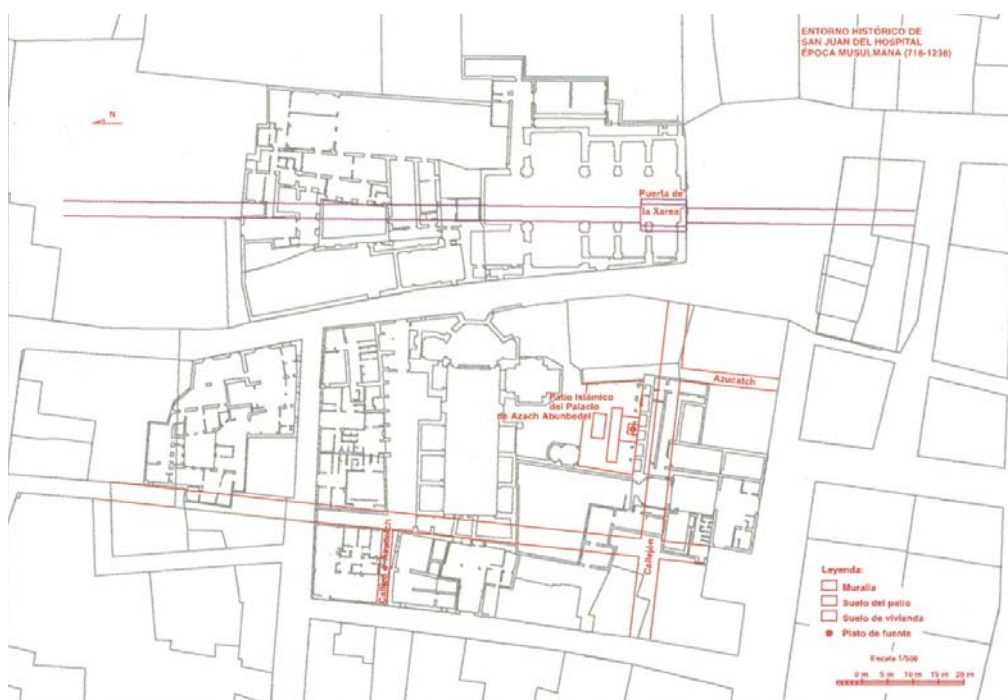 ENTORNO HISTÓRICO DE
SAN JUAN DEL HOSPITAL
ÉPOCA MUSULMANA (718-1238)
N
Puerta de
la Xarea
Azucatch
Patio Islámico
del Palacio
de Azach Abunbedel
Callejón
Leyenda:
Muralla
Suelo del patio
Suelo de vivienda
Plato de fuente
Escala 1/500
0 m 5 m 10 m 15 m 20 m